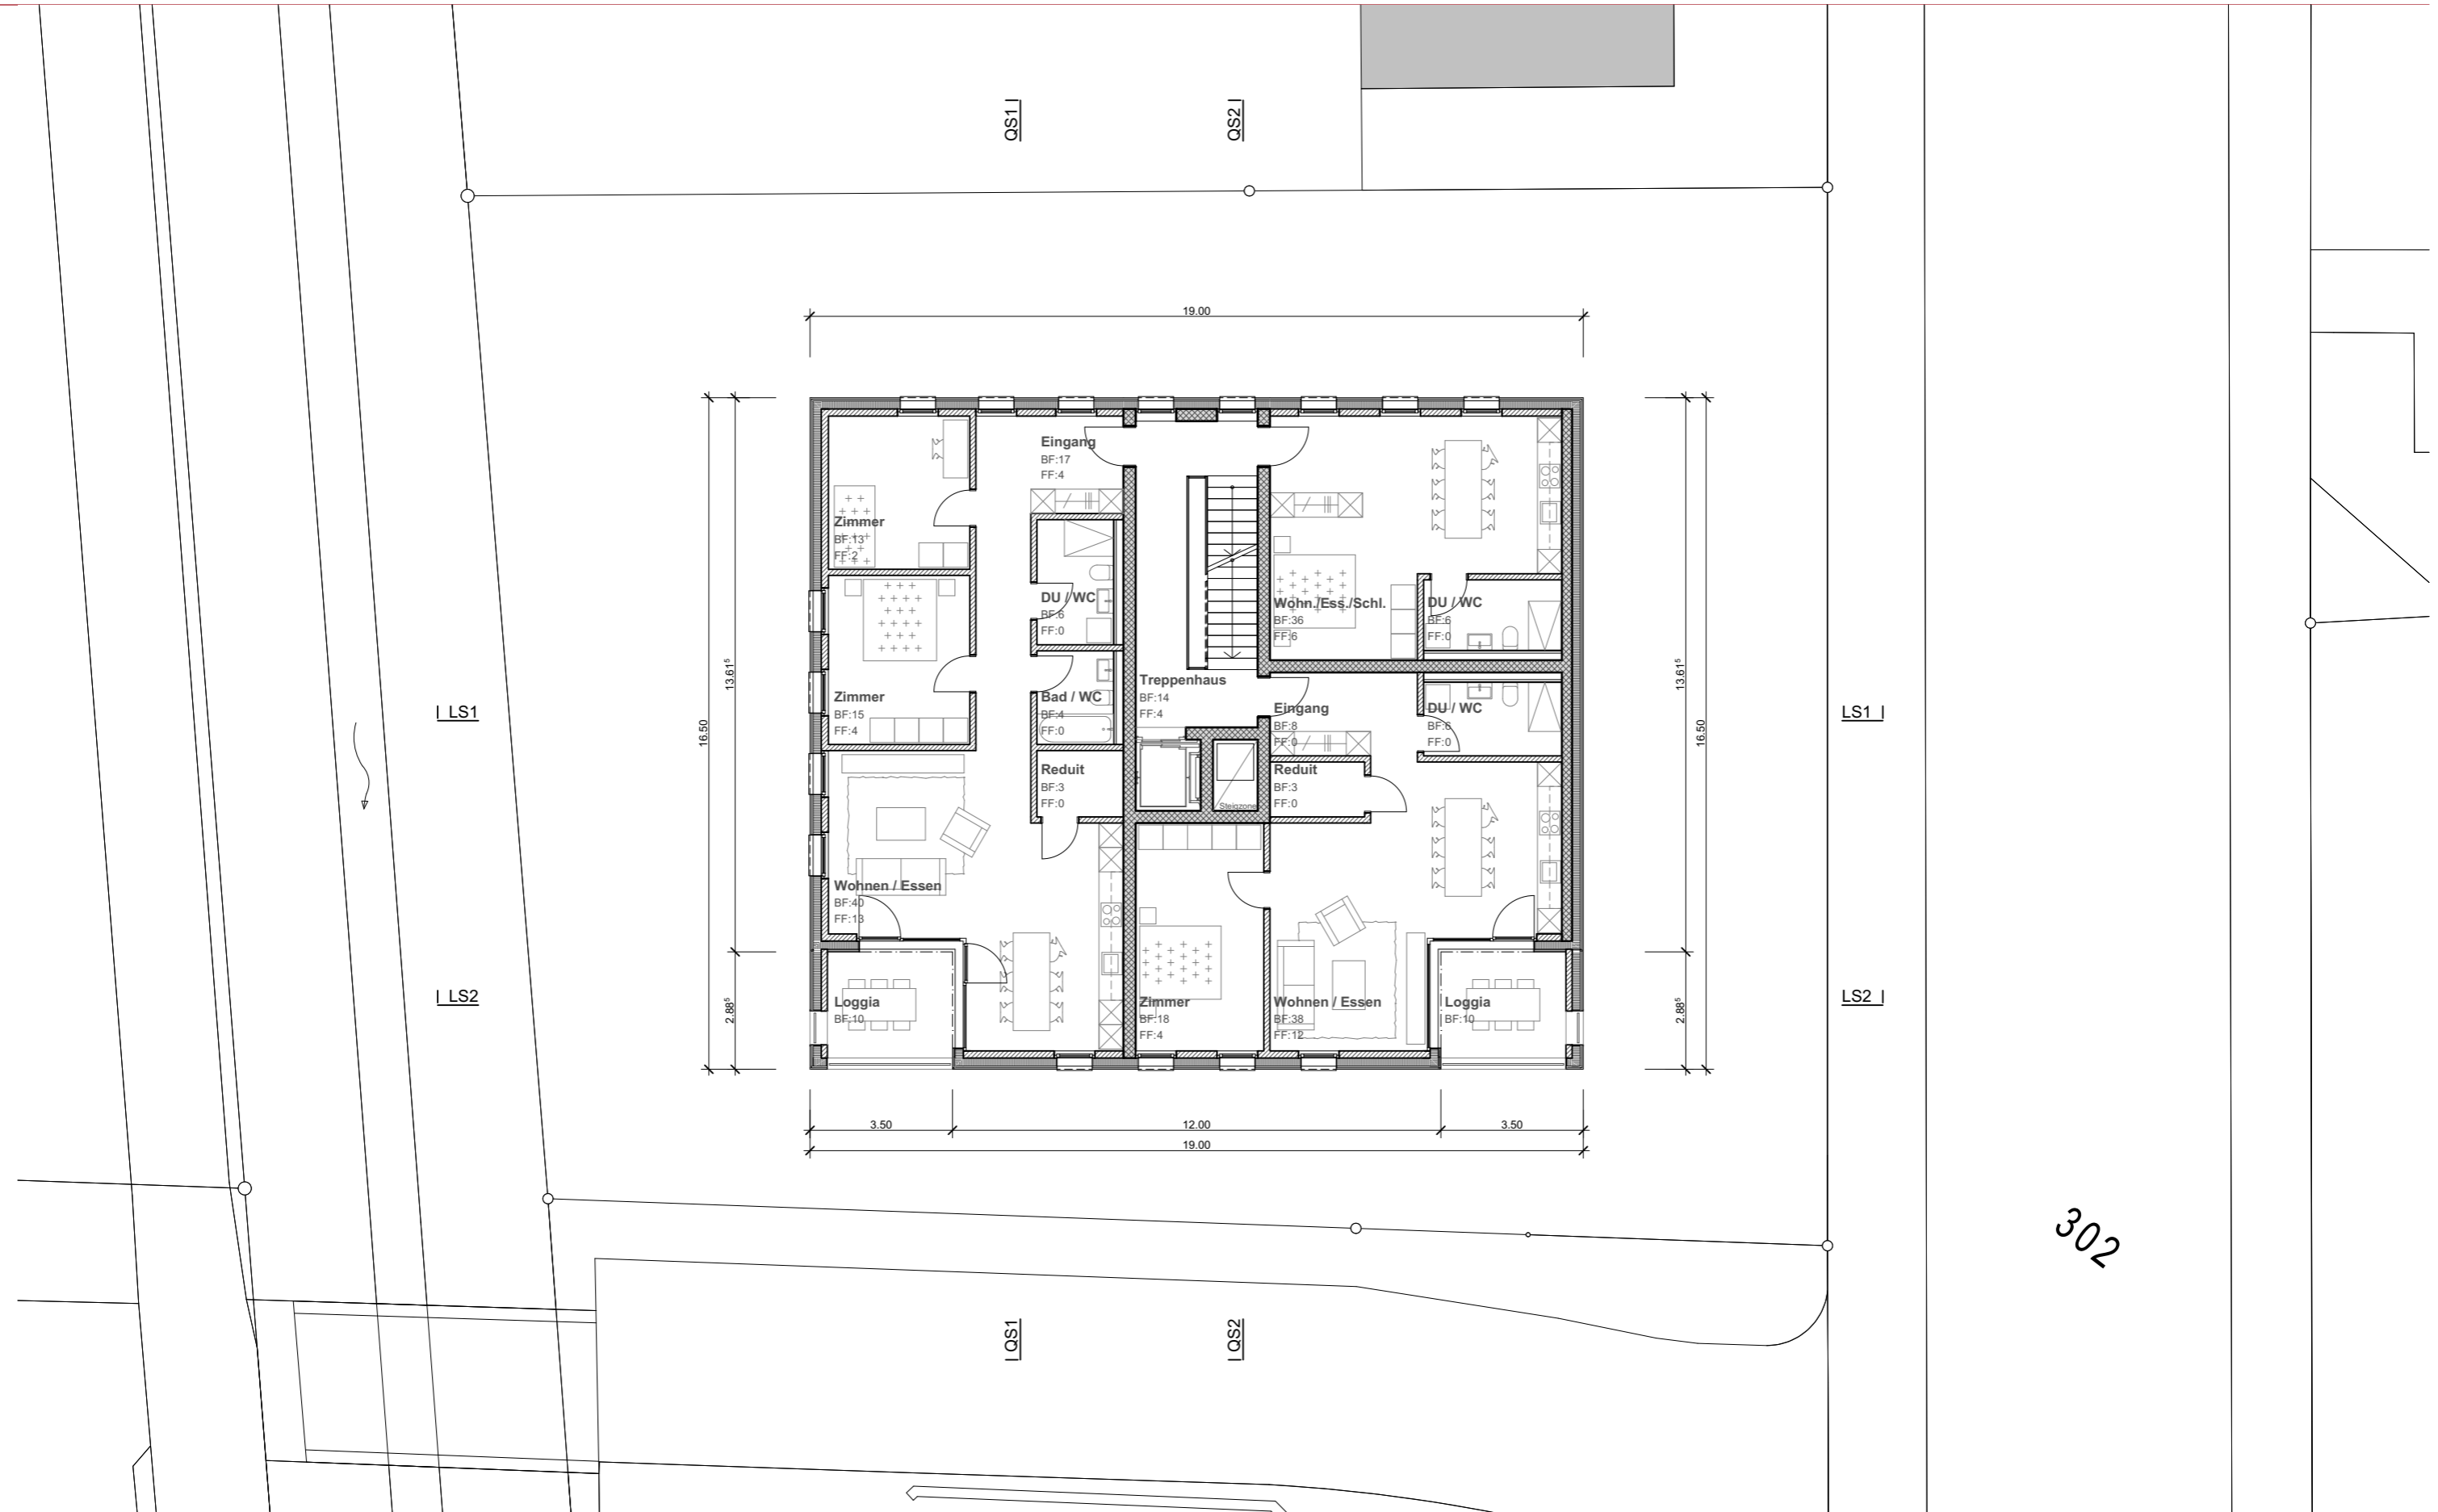 QS1 I
QS2 I
19.00
Eingang
BF:17
FF:4
Zimmer
BF:13
FF:2
DU / WC
BF:6
FF:0
Wohn./Ess./Schl.
BF:36
FF:6
DU / WC
BF:6
FF:0
13.61⁵
13.61⁵
16.50
16.50
I LS1
LS1 I
Zimmer
BF:15
FF:4
Bad / WC
BF:4
FF:0
Treppenhaus
BF:14
FF:4
Eingang
BF:8
FF:0
DU / WC
BF:6
FF:0
Reduit
BF:3
FF:0
Steigzone
Reduit
BF:3
FF:0
Wohnen / Essen
BF:40
FF:13
I LS2
LS2 I
2.88⁵
2.88⁵
Loggia
BF:10
Zimmer
BF:18
FF:4
Wohnen / Essen
BF:38
FF:12
Loggia
BF:10
3.50
12.00
3.50
19.00
302
I QS1
I QS2